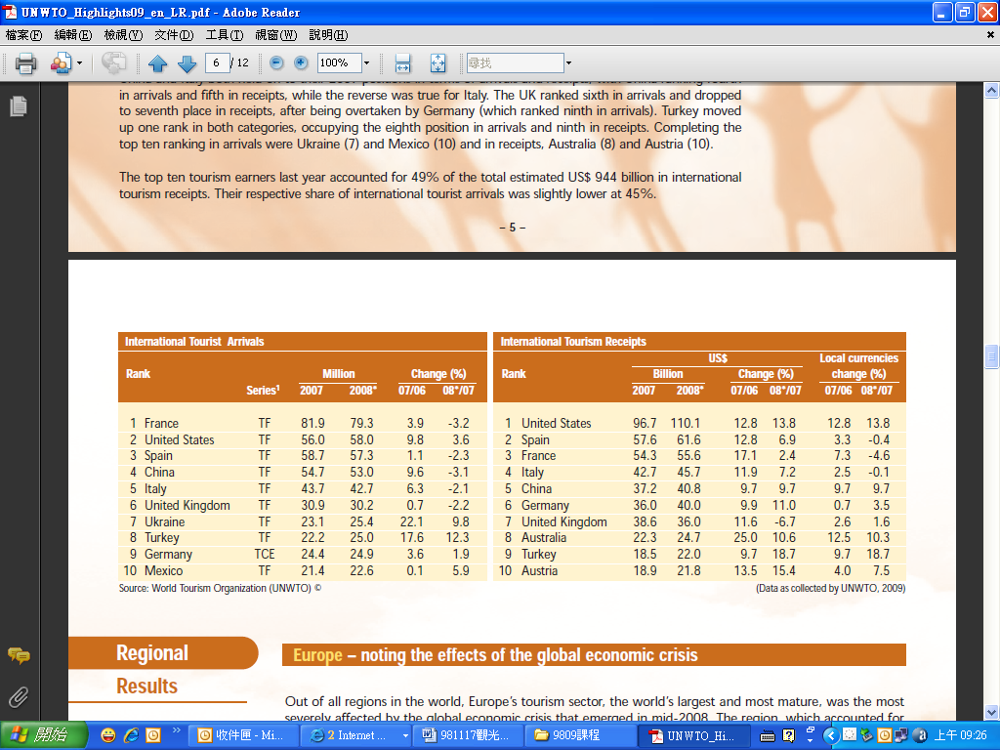 UNWTO_Highlights09_en_LR.pdf - Adobe Reader
檔案(F) 編輯(E) 檢視(V) 文件(D) 工具(T) 視窗(W) 說明(H)
6 / 12 100% 尋找
in arrivals and fifth in receipts, while the reverse was true for Italy. The UK ranked sixth in arrivals and dropped
to seventh place in receipts, after being overtaken by Germany (which ranked ninth in arrivals). Turkey moved
up one rank in both categories, occupying the eighth position in arrivals and ninth in receipts. Completing the
top ten ranking in arrivals were Ukraine (7) and Mexico (10) and in receipts, Australia (8) and Austria (10).
The top ten tourism earners last year accounted for 49% of the total estimated US$ 944 billion in international
tourism receipts. Their respective share of international tourist arrivals was slightly lower at 45%.
– 5 –
International Tourist Arrivals
Rank Million Change (%)
Series¹ 2007 2008* 07/06 08*/07
1 France TF 81.9 79.3 3.9 -3.2
2 United States TF 56.0 58.0 9.8 3.6
3 Spain TF 58.7 57.3 1.1 -2.3
4 China TF 54.7 53.0 9.6 -3.1
5 Italy TF 43.7 42.7 6.3 -2.1
6 United Kingdom TF 30.9 30.2 0.7 -2.2
7 Ukraine TF 23.1 25.4 22.1 9.8
8 Turkey TF 22.2 25.0 17.6 12.3
9 Germany TCE 24.4 24.9 3.6 1.9
10 Mexico TF 21.4 22.6 0.1 5.9
Source: World Tourism Organization (UNWTO) ©
International Tourism Receipts
US$ Local currencies
Rank Billion Change (%) change (%)
2007 2008* 07/06 08*/07 07/06 08*/07
1 United States 96.7 110.1 12.8 13.8 12.8 13.8
2 Spain 57.6 61.6 12.8 6.9 3.3 -0.4
3 France 54.3 55.6 17.1 2.4 7.3 -4.6
4 Italy 42.7 45.7 11.9 7.2 2.5 -0.1
5 China 37.2 40.8 9.7 9.7 9.7 9.7
6 Germany 36.0 40.0 9.9 11.0 0.7 3.5
7 United Kingdom 38.6 36.0 11.6 -6.7 2.6 1.6
8 Australia 22.3 24.7 25.0 10.6 12.5 10.3
9 Turkey 18.5 22.0 9.7 18.7 9.7 18.7
10 Austria 18.9 21.8 13.5 15.4 4.0 7.5
(Data as collected by UNWTO, 2009)
Regional
Results
Europe – noting the effects of the global economic crisis
Out of all regions in the world, Europe's tourism sector, the world's largest and most mature, was the most
severely affected by the global economic crisis that emerged in mid-2008. The region, which accounted for
開始 收件匣 - Mi... 2 Internet ... 981117觀光... 9809課程 UNWTO_Hi... 上午 09:26